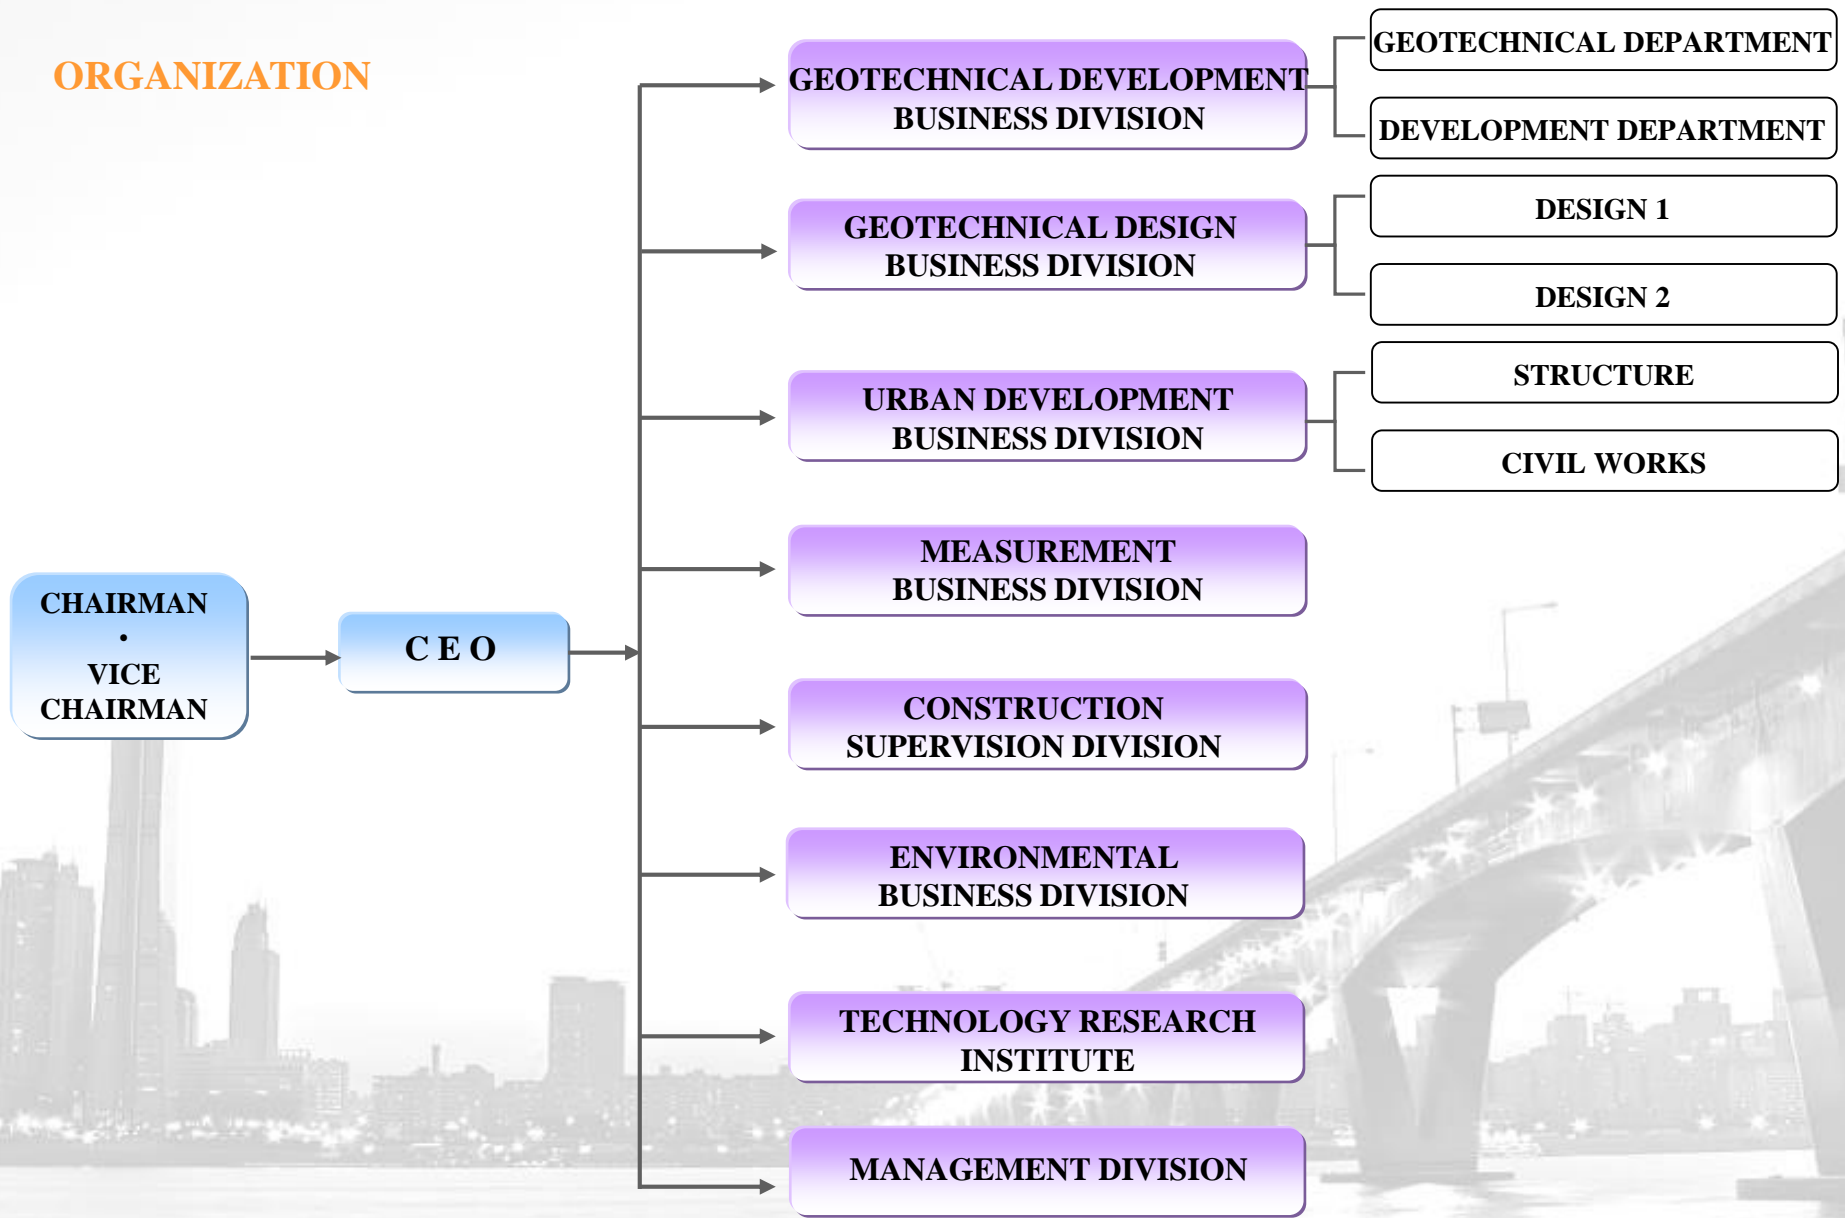 ORGANIZATION
GEOTECHNICAL DEVELOPMENT
BUSINESS DIVISION
GEOTECHNICAL DEPARTMENT
DEVELOPMENT DEPARTMENT
GEOTECHNICAL DESIGN
BUSINESS DIVISION
DESIGN 1
DESIGN 2
URBAN DEVELOPMENT
BUSINESS DIVISION
STRUCTURE
CIVIL WORKS
MEASUREMENT
BUSINESS DIVISION
CHAIRMAN
•
VICE
CHAIRMAN
C E O
CONSTRUCTION
SUPERVISION DIVISION
ENVIRONMENTAL
BUSINESS DIVISION
TECHNOLOGY RESEARCH
INSTITUTE
MANAGEMENT DIVISION